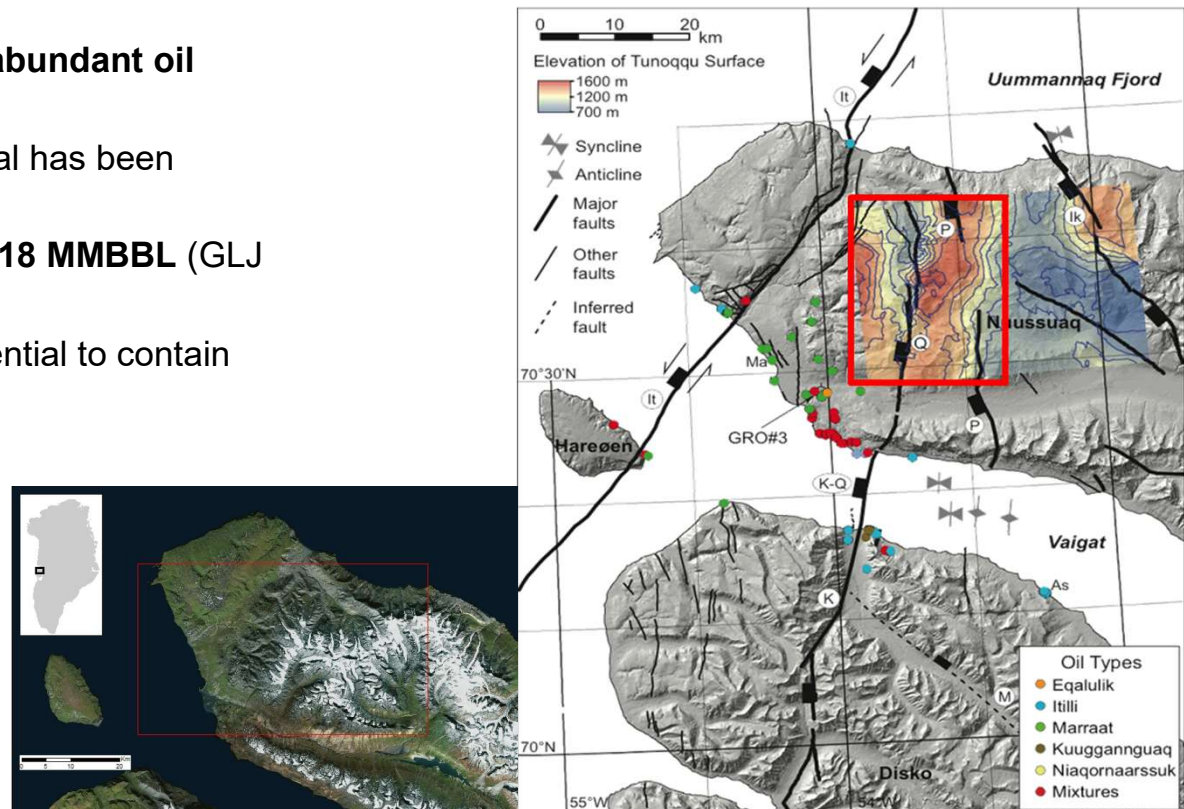 abundant oil
al has been
18 MMBBL (GLJ
ential to contain
0 10 20
km
Elevation of Tunoqqu Surface
1600 m
1200 m
700 m
Syncline
Anticline
Major
faults
Other
faults
Inferred
fault
Uummannaq Fjord
It
Ik
P
Nuussuaq
Q
Ma
70°30'N
It
GRO#3
P
Hareøen
K-Q
Vaigat
As
K
M
70°N
Disko
55°W
54°W
Oil Types
Eqalulik
Itilli
Marraat
Kuugannguaq
Niaqornaarssuk
Mixtures